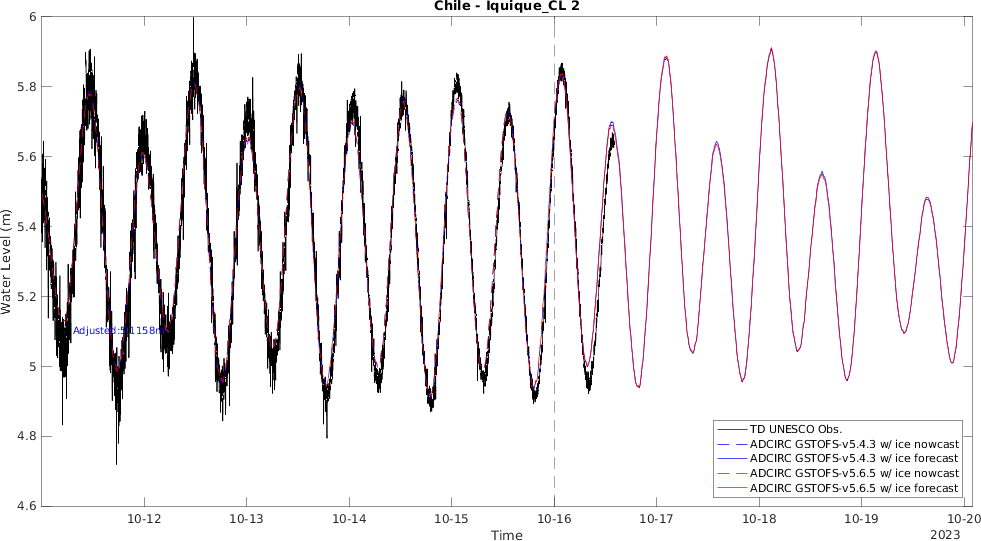 Chile - Iquique_CL 2
6
5.8
5.6
5.4
5.2
5
4.8
4.6
Water Level (m)
Adjusted:5.1158m
TD UNESCO Obs.
ADCIRC GSTOFS-v5.4.3 w/ ice nowcast
ADCIRC GSTOFS-v5.4.3 w/ ice forecast
ADCIRC GSTOFS-v5.6.5 w/ ice nowcast
ADCIRC GSTOFS-v5.6.5 w/ ice forecast
10-12 10-13 10-14 10-15 10-16 10-17 10-18 10-19 10-20
2023
Time